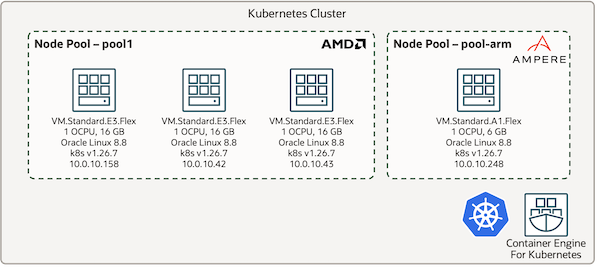 Kubernetes Cluster
Node Pool – pool1
AMD
VM.Standard.E3.Flex
1 OCPU, 16 GB
Oracle Linux 8.8
k8s v1.26.7
10.0.10.158
VM.Standard.E3.Flex
1 OCPU, 16 GB
Oracle Linux 8.8
k8s v1.26.7
10.0.10.42
VM.Standard.E3.Flex
1 OCPU, 16 GB
Oracle Linux 8.8
k8s v1.26.7
10.0.10.43
Node Pool – pool-arm
AMPERE
VM.Standard.A1.Flex
1 OCPU, 6 GB
Oracle Linux 8.8
k8s v1.26.7
10.0.10.248
Container Engine
For Kubernetes